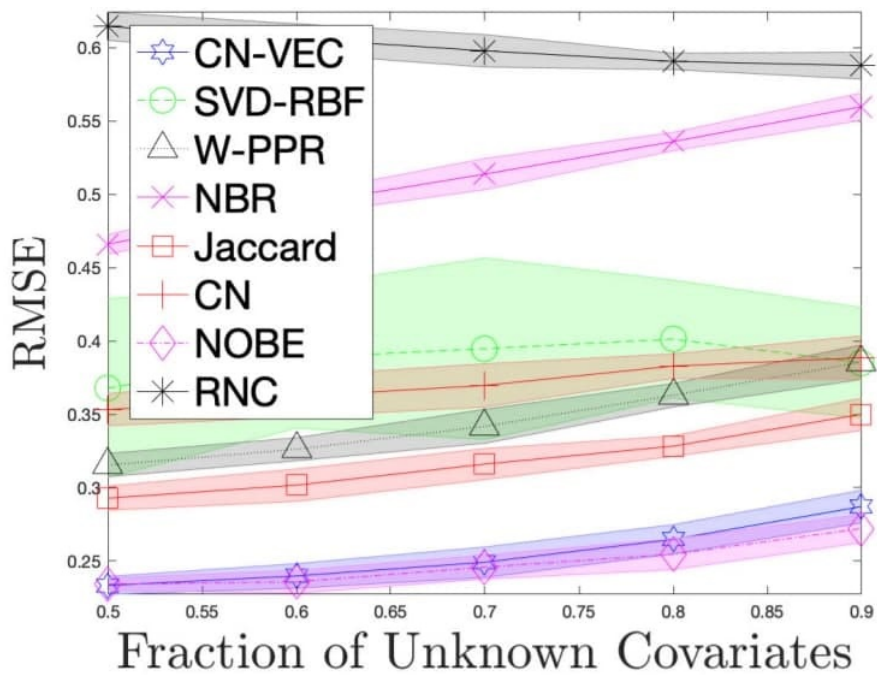 0.6
0.55
0.5
0.45
0.4
0.35
0.3
0.25
RMSE
CN-VEC
SVD-RBF
W-PPR
NBR
Jaccard
CN
NOBE
RNC
0.5 0.55 0.6 0.65 0.7 0.75 0.8 0.85 0.9
Fraction of Unknown Covariates